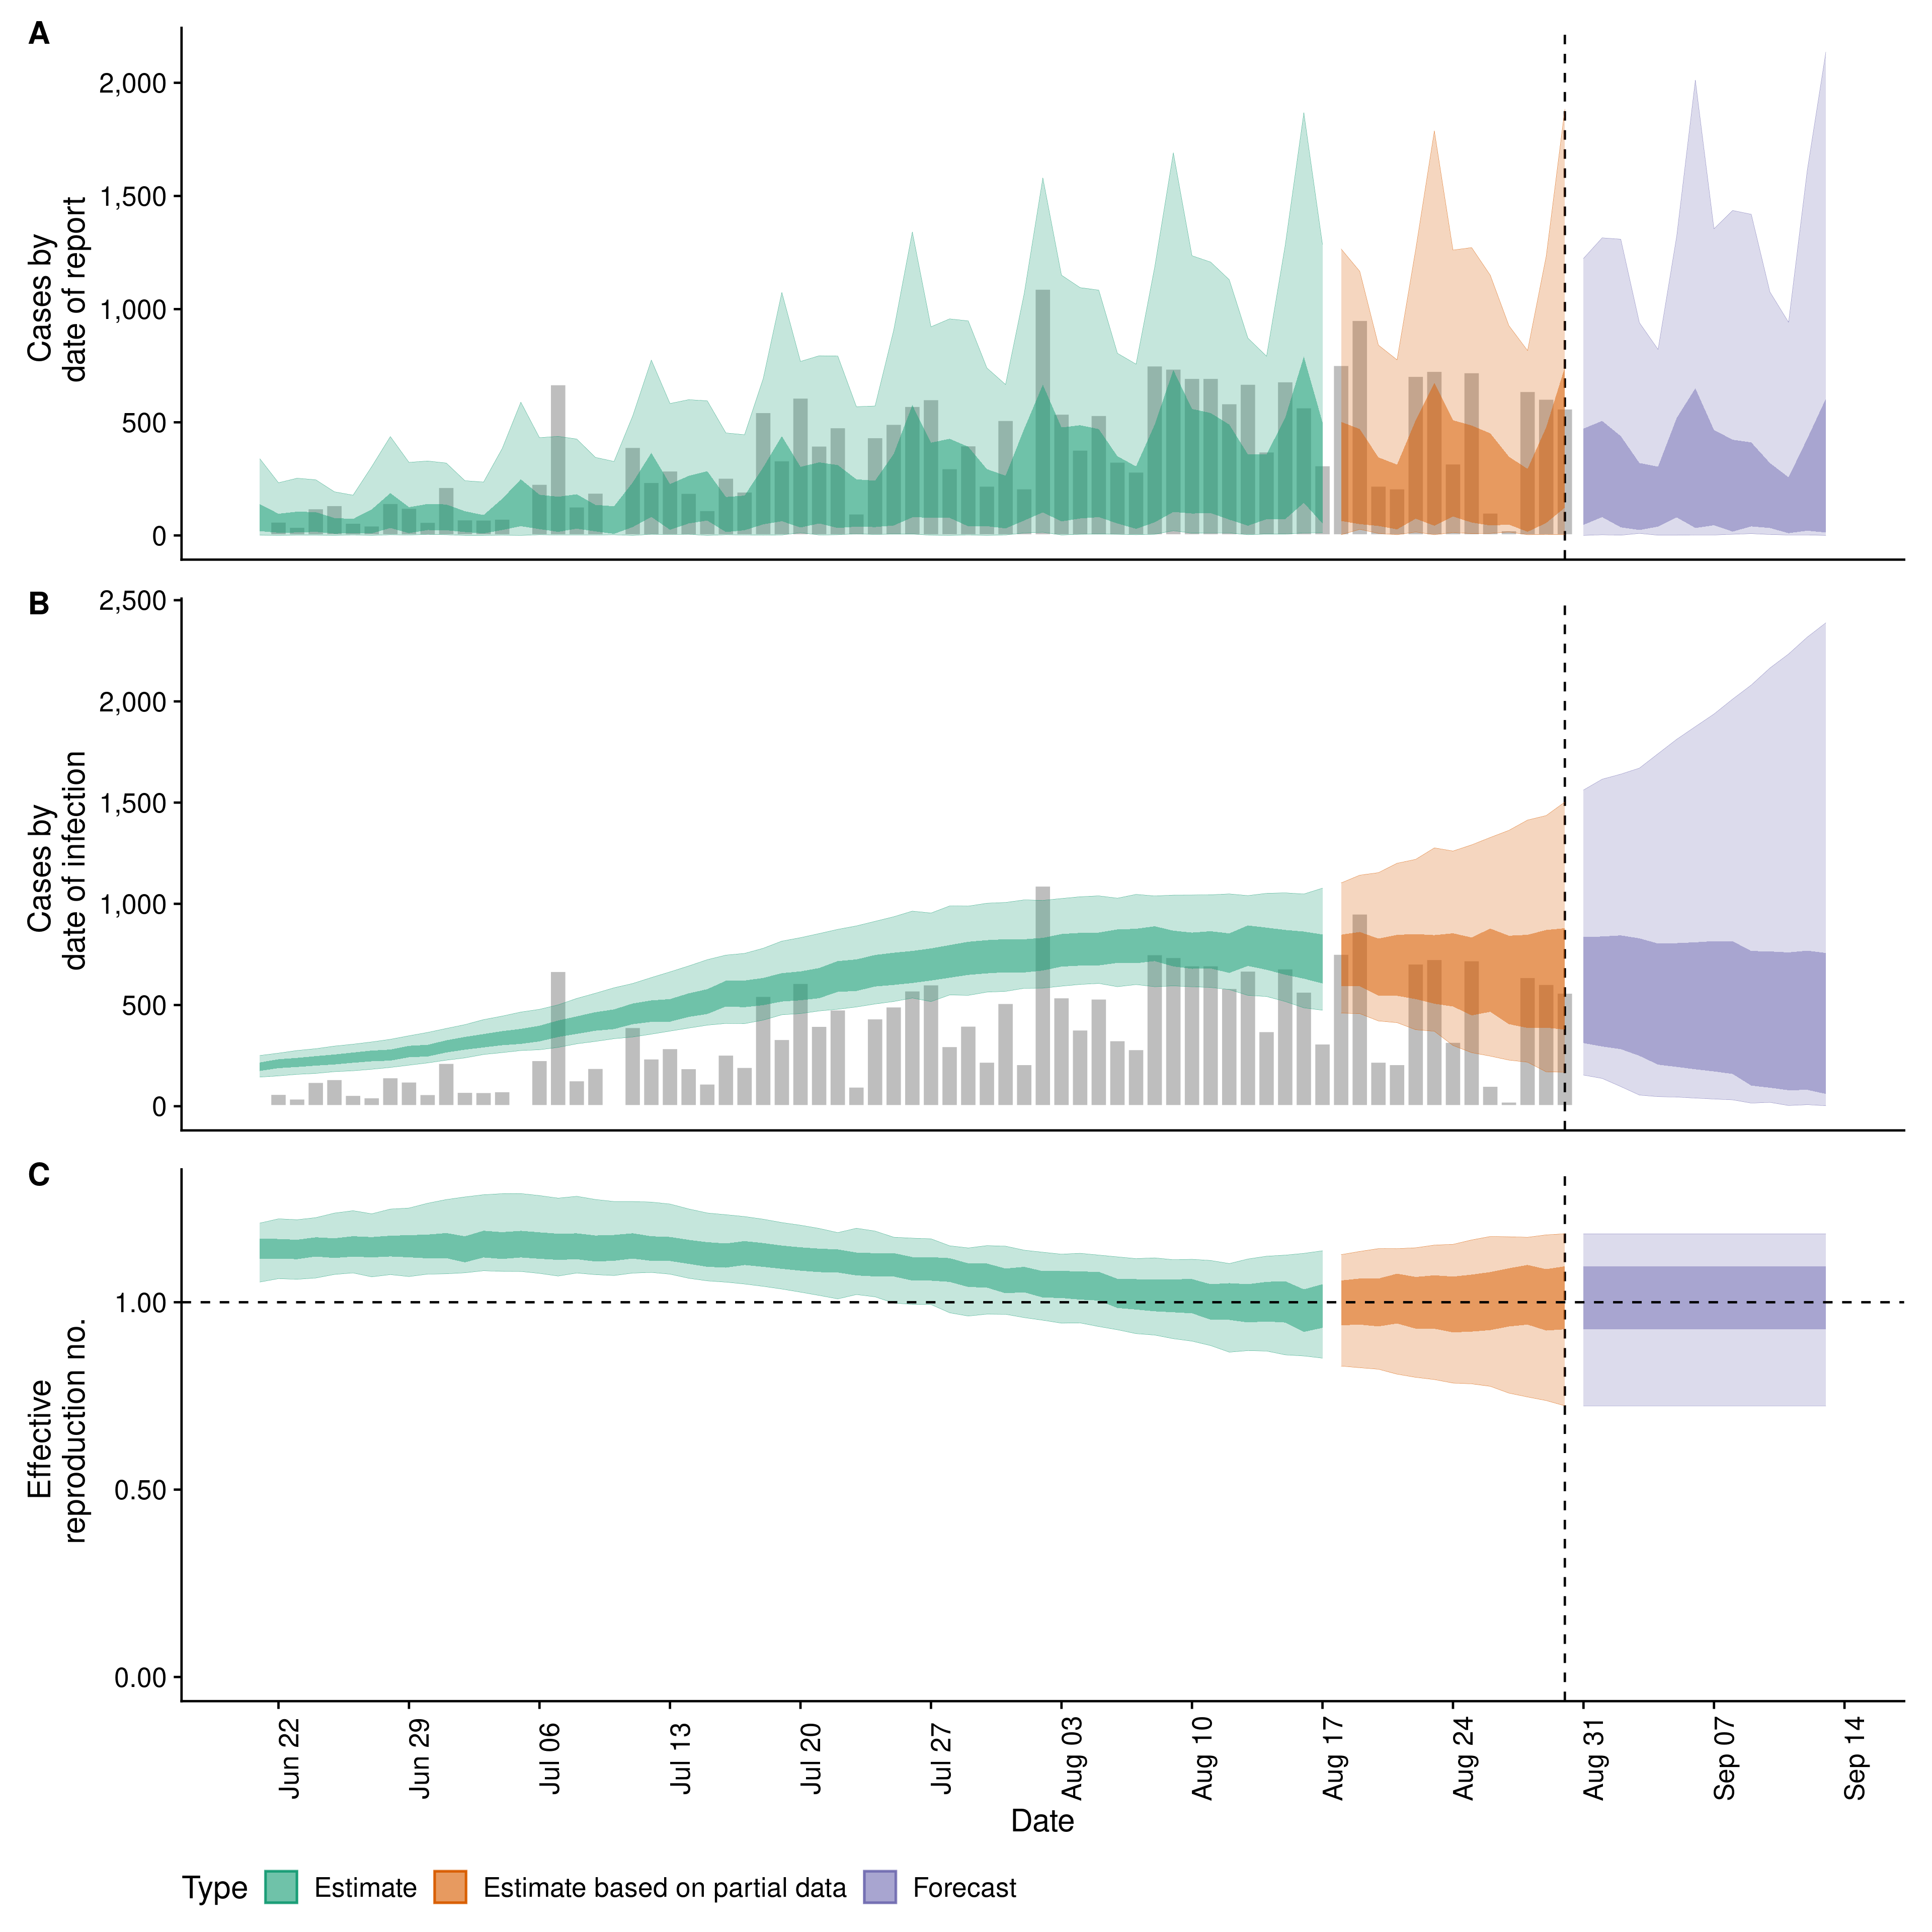 A
2,000
1,500
1,000
500
0
Cases by
date of report
B
2,500
2,000
1,500
1,000
500
0
Cases by
date of infection
C
1.00
0.50
0.00
Effective
reproduction no.
Jun 22
Jun 29
Jul 06
Jul 13
Jul 20
Jul 27
Aug 03
Aug 10
Aug 17
Aug 24
Aug 31
Sep 07
Sep 14
Date
Type Estimate Estimate based on partial data Forecast